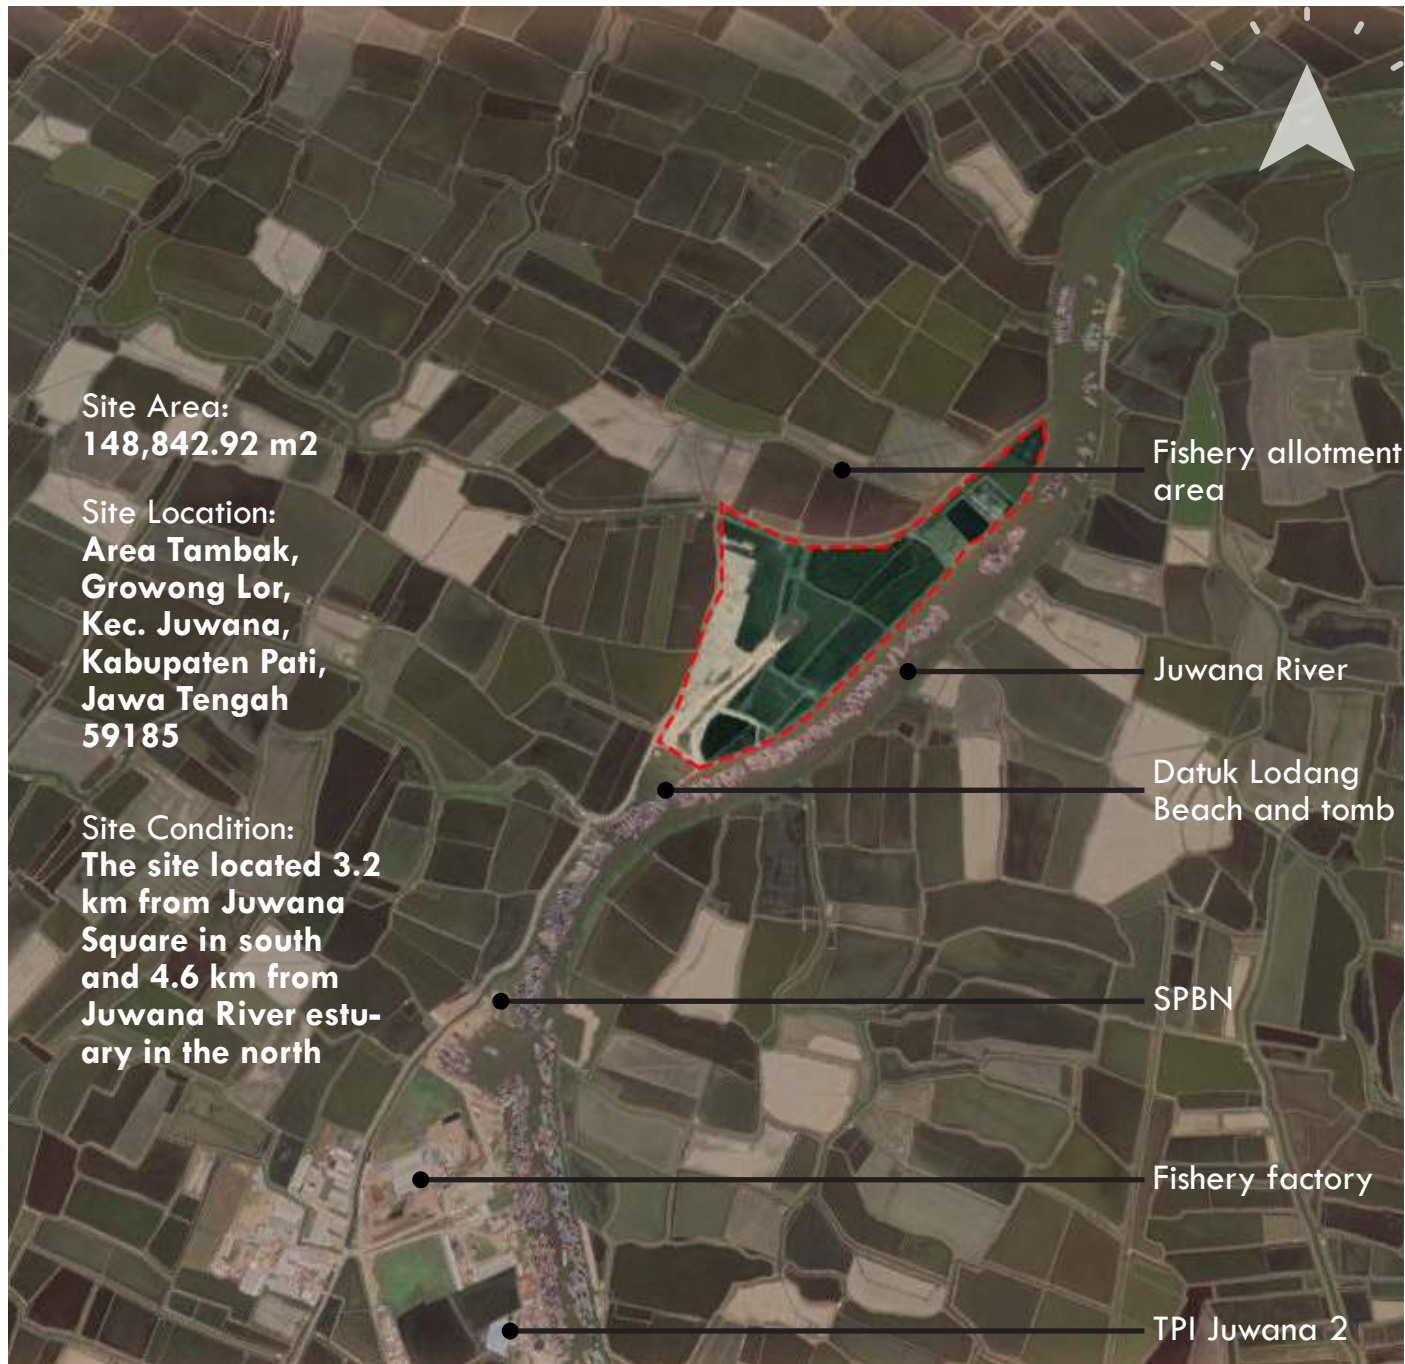 Site Area:
148,842.92 m2
Site Location:
Area Tambak,
Growong Lor,
Kec. Juwana,
Kabupaten Pati,
Jawa Tengah
59185
Site Condition:
The site located 3.2
km from Juwana
Square in south
and 4.6 km from
Juwana River estu-
ary in the north
Fishery allotment
area
Juwana River
Datuk Lodang
Beach and tomb
SPBN
Fishery factory
TPI Juwana 2